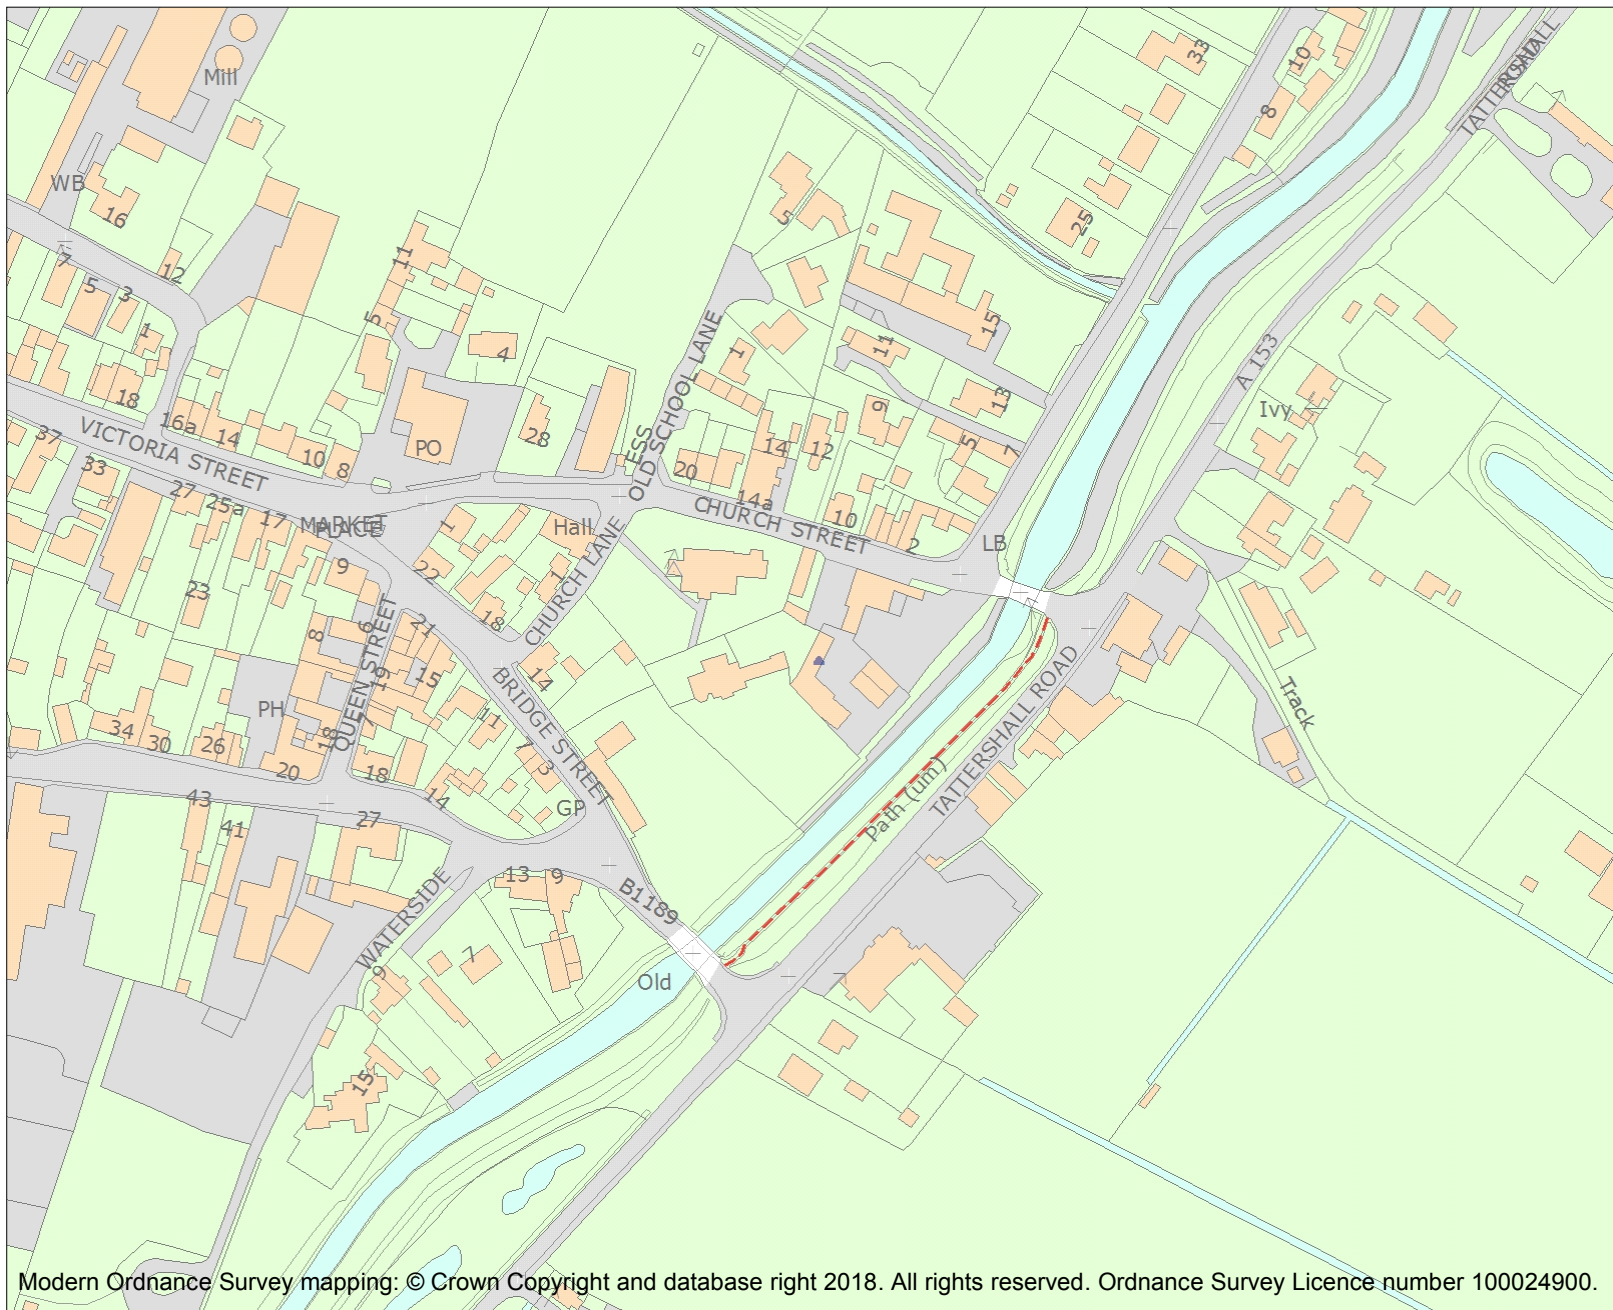 Mill
33
10
TATTERSHALL
8
WB
16
5
25
7
5
3
12
11
1
5
4
15
11
1
A 153
OLD SCHOOL LANE
ESS
13
9
5
7
Ivy
18
16a
14
10
8
PO
28
20
14
12
14a
10
2
37
33
VICTORIA STREET
27
25a
17
MARKET
PLACE
1
Hall
CHURCH STREET
LB
9
22
1
CHURCH LANE
23
8
6
21
18
QUEEN STREET
19
15
14
BRIDGE STREET
TATTERSHALL ROAD
Track
PH
34
30
26
18
7
11
7
3
20
18
14
GP
Path (um)
43
41
27
13
9
B1189
WATERSIDE
9
7
Old
15
Modern Ordnance Survey mapping: © Crown Copyright and database right 2018. All rights reserved. Ordnance Survey Licence number 100024900.